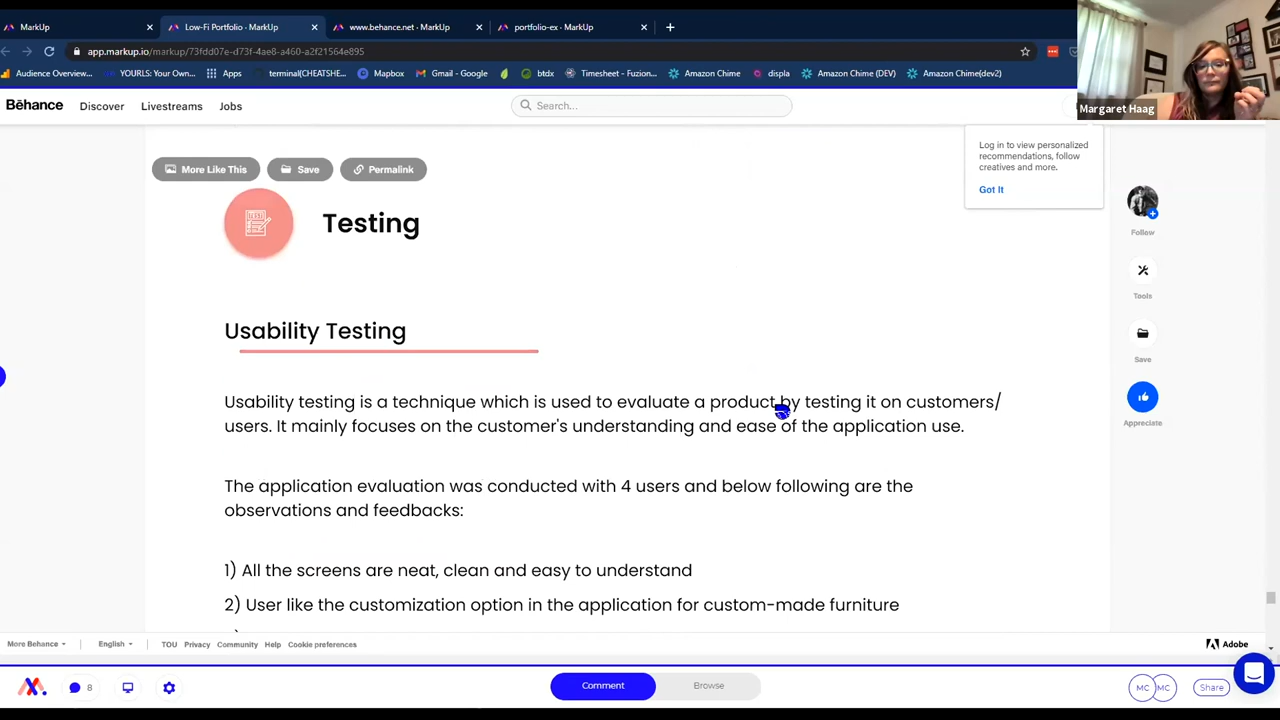 MarkUp
Low-Fi Portfolio · MarkUp
www.behance.net · MarkUp
portfolio-ex · MarkUp
app.markup.io/markup/73fdd07e-d73f-4ae8-a460-a2f21564e895
Audience Overview...
YOURLS: Your Own...
Apps
terminal(CHEATSHE...
Mapbox
Gmail - Google
btdx
Timesheet - Fuzion...
Amazon Chime
displa
Amazon Chime (DEV)
Amazon Chime(dev2)
Margaret Haag
Bēhance
Discover
Livestreams
Jobs
Search...
Log in to view personalized
recommendations, follow
creatives and more.
Got It
More Like This
Save
Permalink
Testing
Follow
Tools
Save
Appreciate
Usability Testing
Usability testing is a technique which is used to evaluate a product by testing it on customers/
users. It mainly focuses on the customer's understanding and ease of the application use.
The application evaluation was conducted with 4 users and below following are the
observations and feedbacks:
1) All the screens are neat, clean and easy to understand
2) User like the customization option in the application for custom-made furniture
More Behance
English
TOU
Privacy
Community
Help
Cookie preferences
Adobe
8
Comment
Browse
MC
MC
Share